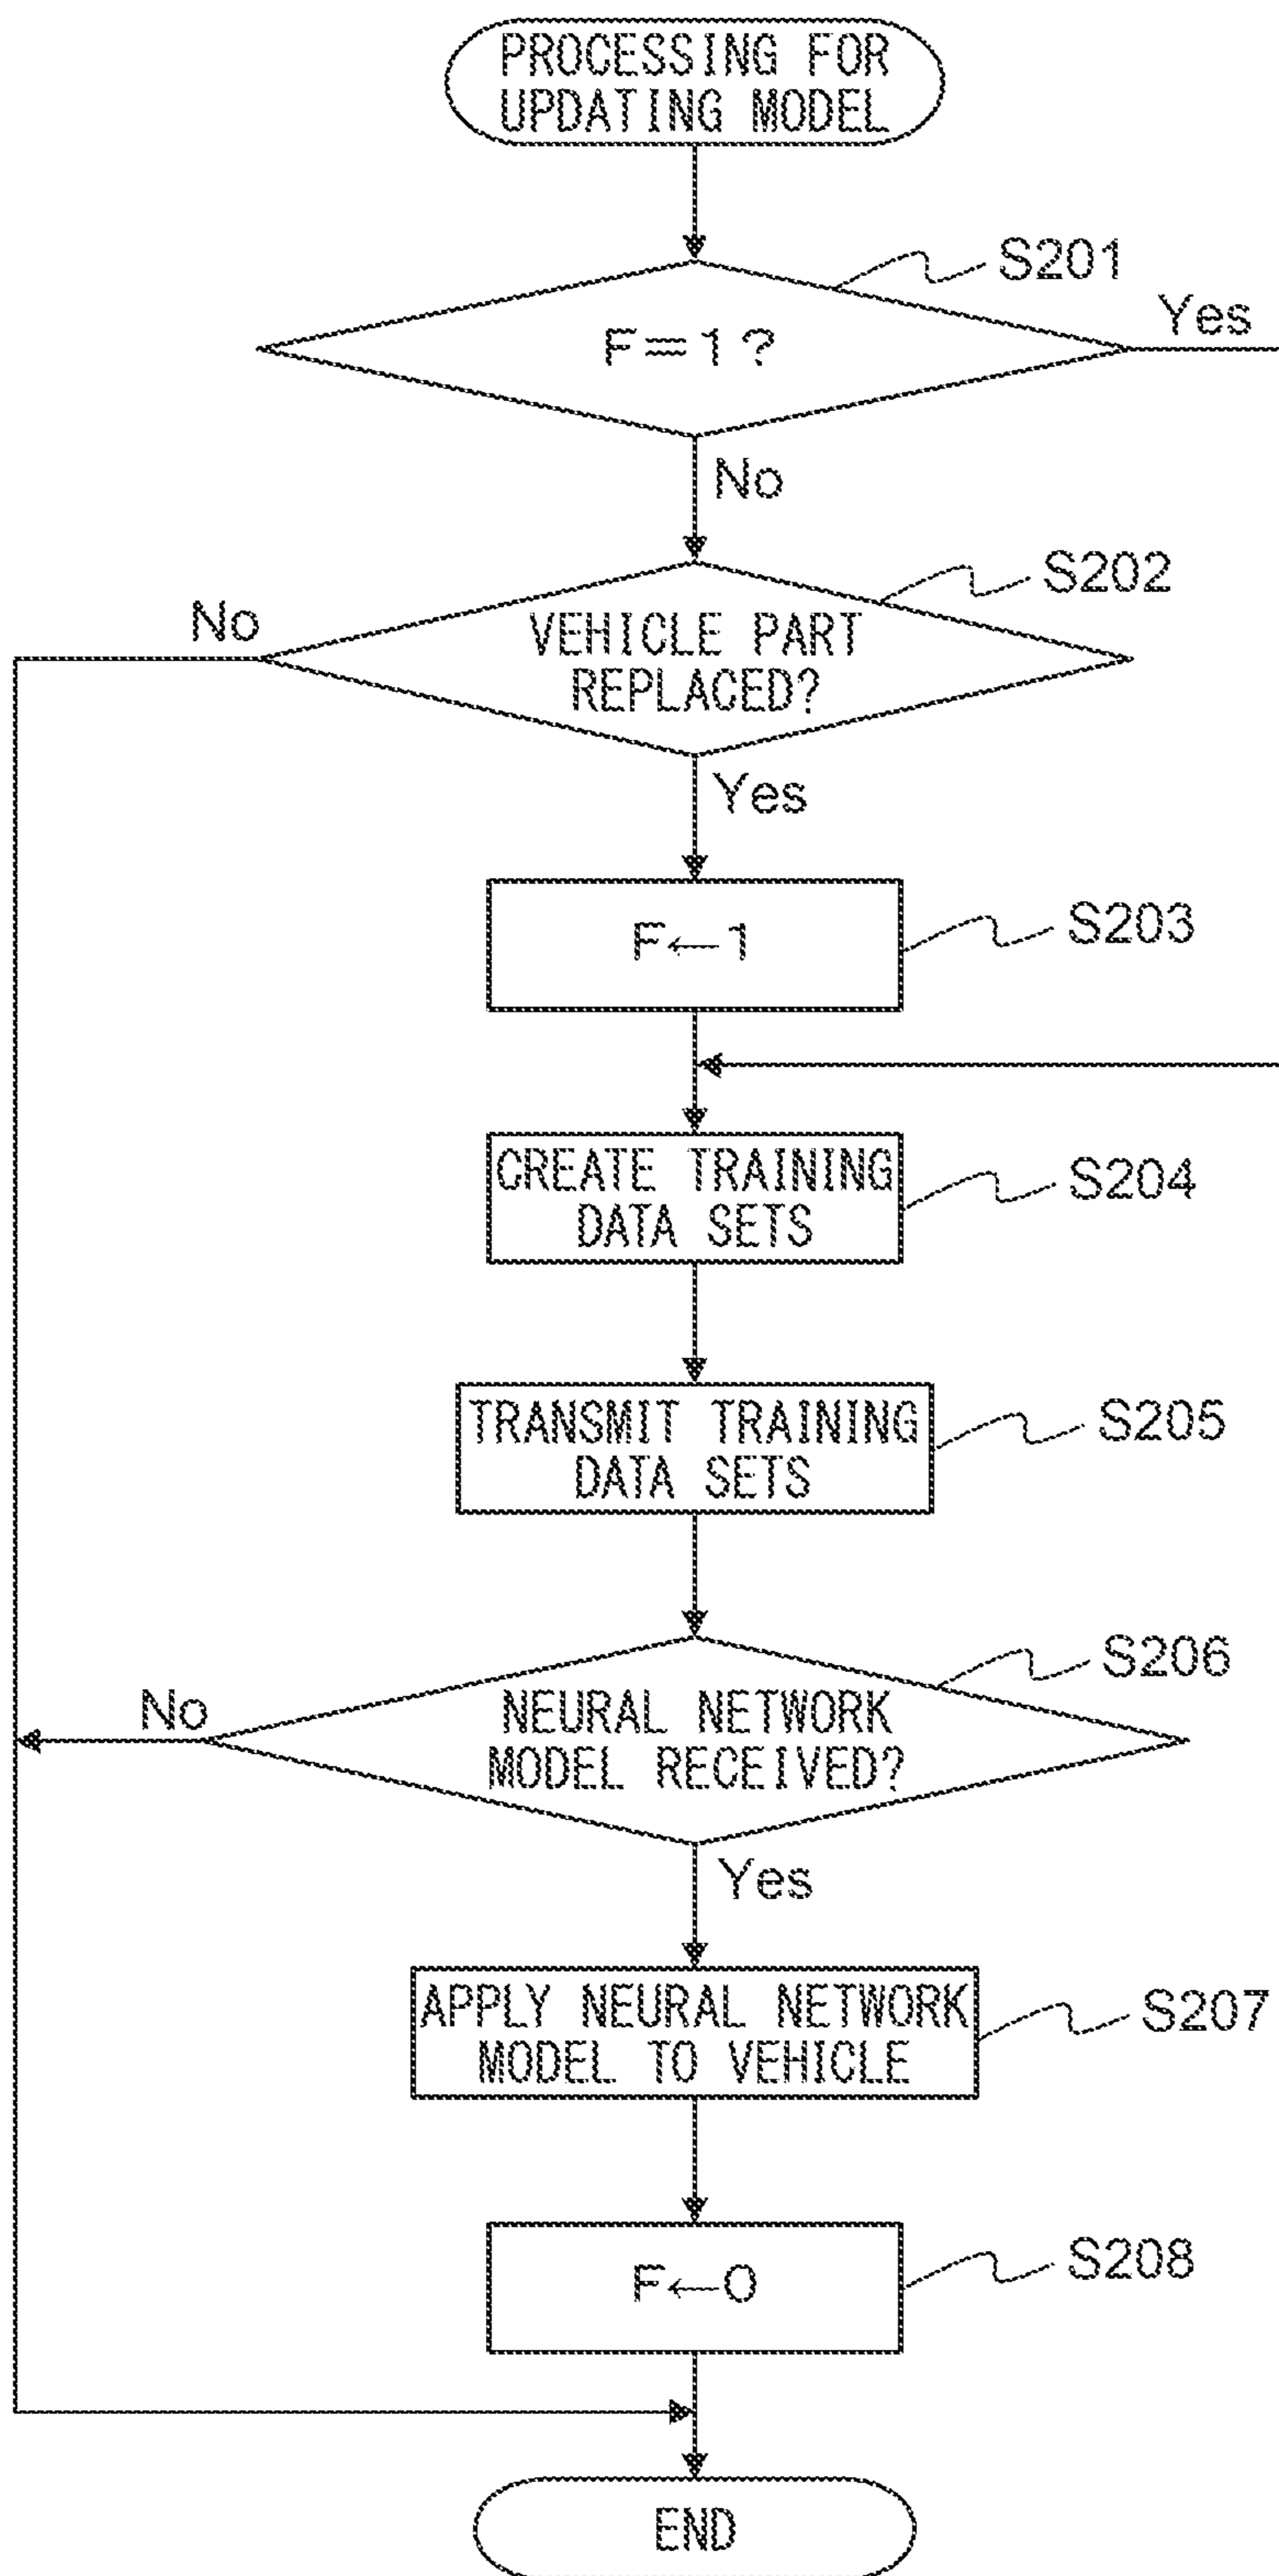 PROCESSING FOR
UPDATING MODEL
S201
F=1?
Yes
No
S202
No
VEHICLE PART
REPLACED?
Yes
F←1
S203
CREATE TRAINING
DATA SETS
S204
TRANSMIT TRAINING
DATA SETS
S205
S206
No
NEURAL NETWORK
MODEL RECEIVED?
Yes
APPLY NEURAL NETWORK
MODEL TO VEHICLE
S207
F←0
S208
END